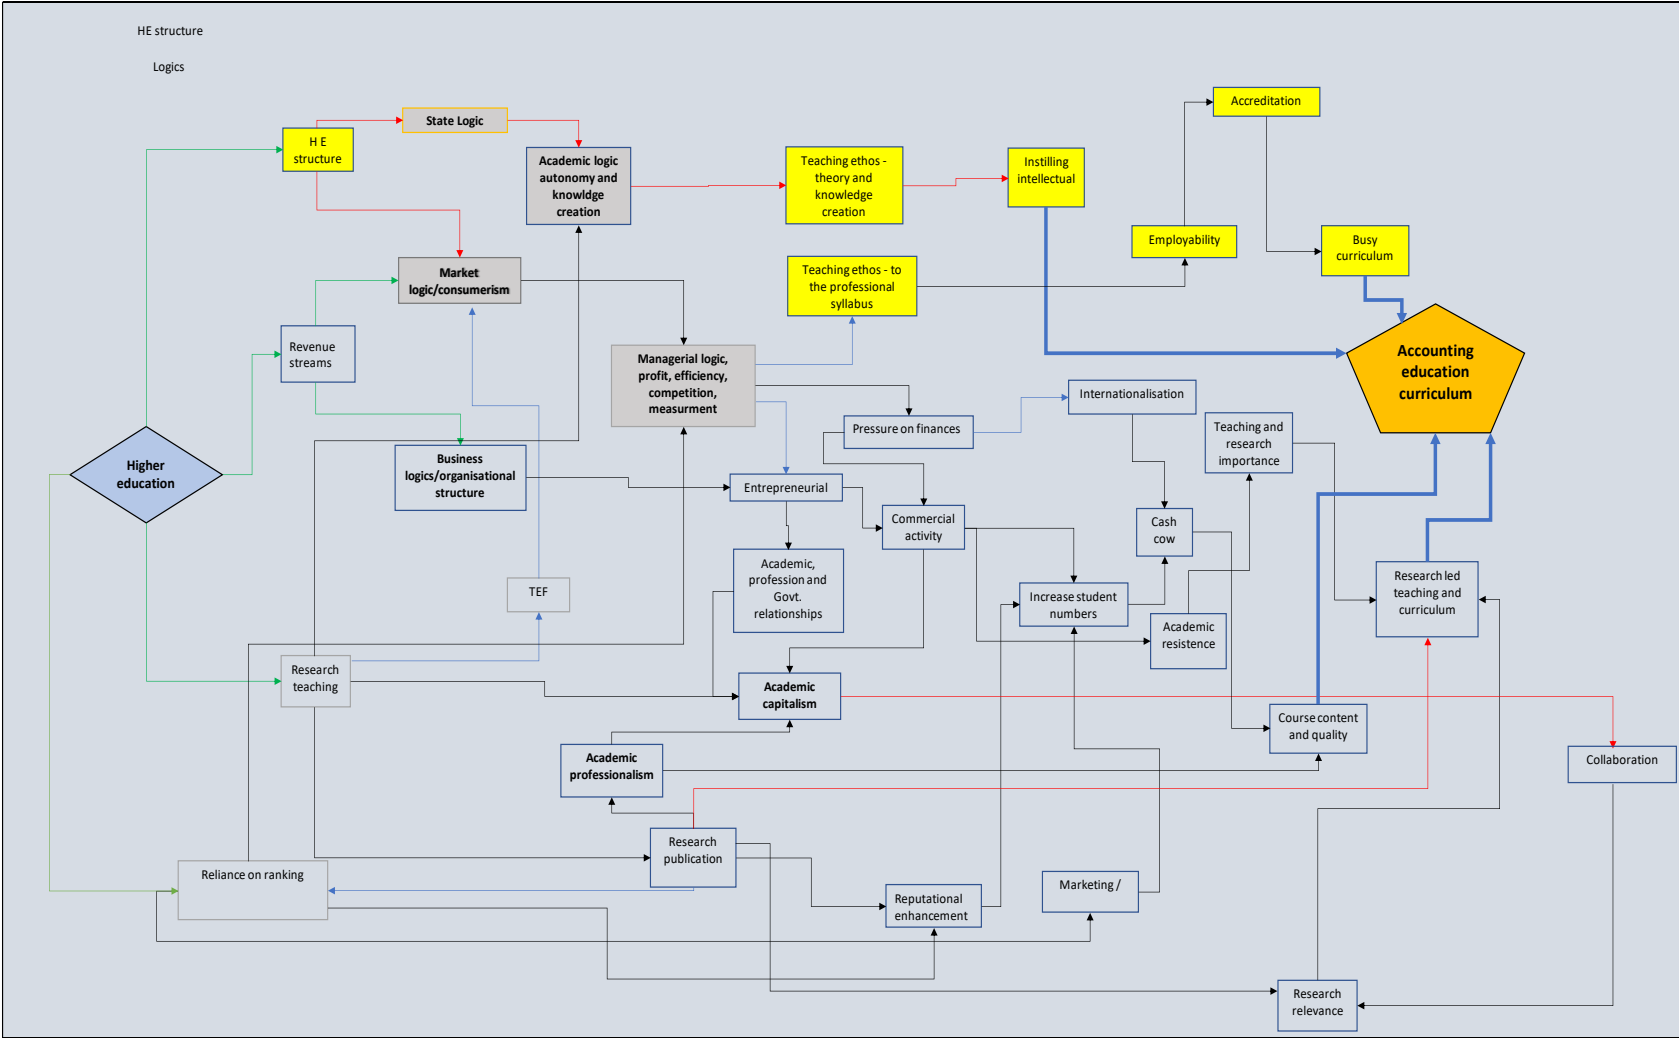 HE structure
Logics
State Logic
H E
structure
Accreditation
Academic logic
autonomy and
knowldge
creation
Teaching ethos -
theory and
knowledge
creation
Instilling
intellectual
Employability
Busy
curriculum
Market
logic/consumerism
Teaching ethos - to
the professional
syllabus
Revenue
streams
Managerial logic,
profit, efficiency,
competition,
measurment
Accounting
education
curriculum
Internationalisation
Pressure on finances
Teaching and
research
importance
Higher
education
Business
logics/organisational
structure
Entrepreneurial
Commercial
activity
Cash
cow
Academic,
profession and
Govt.
relationships
TEF
Increase student
numbers
Research led
teaching and
curriculum
Academic
resistence
Research
teaching
Academic
capitalism
Course content
and quality
Academic
professionalism
Collaboration
Research
publication
Reliance on ranking
Reputational
enhancement
Marketing /
Research
relevance